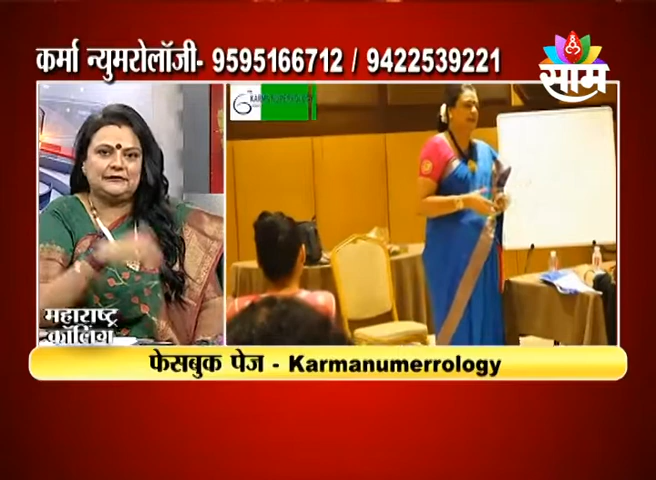 कर्मा न्युमरोलॉजी- 9595166712 / 9422539221
साम
महाराष्ट्र
कॉलिंग
फेसबुक पेज - Karmanumerrology